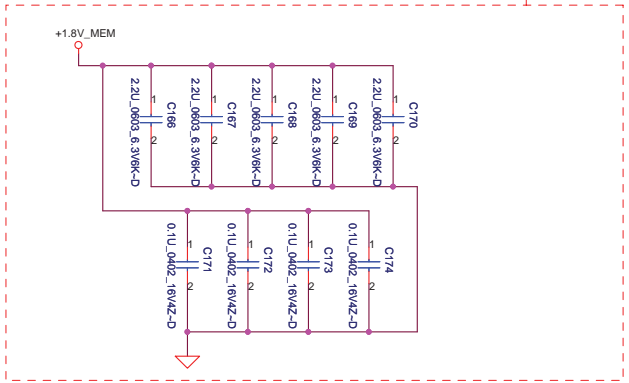 +1.8V_MEM
2.2U_0603_6.3V6K~D
1
2
C166
2.2U_0603_6.3V6K~D
1
2
C167
2.2U_0603_6.3V6K~D
1
2
C168
2.2U_0603_6.3V6K~D
1
2
C169
2.2U_0603_6.3V6K~D
1
2
C170
0.1U_0402_16V4Z~D
1
2
C171
0.1U_0402_16V4Z~D
1
2
C172
0.1U_0402_16V4Z~D
1
2
C173
0.1U_0402_16V4Z~D
1
2
C174